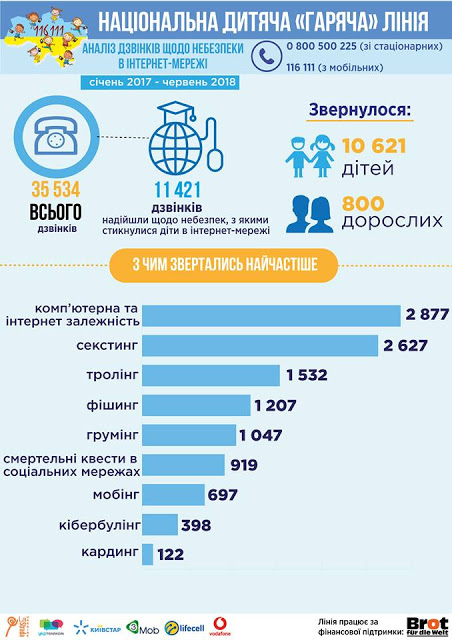 116 111
НАЦІОНАЛЬНА ДИТЯЧА «ГАРЯЧА» ЛІНІЯ
АНАЛІЗ ДЗВІНКІВ ЩОДО НЕБЕЗПЕКИ
В ІНТЕРНЕТ-МЕРЕЖІ
січень 2017 - червень 2018
0 800 500 225 (зі стаціонарних)
116 111 (з мобільних)
35 534
ВСЬОГО
дзвінків
11 421
дзвінків
надійшли щодо небезпек, з якими
стикнулися діти в інтернет-мережі
Звернулося:
10 621
дітей
800
дорослих
З ЧИМ ЗВЕРТАЛИСЬ НАЙЧАСТІШЕ
комп’ютерна та
інтернет залежність
2 877
секстинг
2 627
тролінг
1 532
фішинг
1 207
грумінг
1 047
смертельні квести в
соціальних мережах
919
мобінг
697
кібербулінг
398
кардинг
122
КИЇВСТАР
3Mob
lifecell
vodafone
Лінія працює за
фінансової підтримки:
Brot
für die Welt